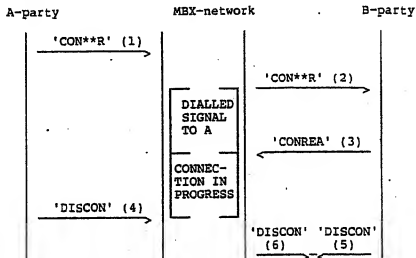 A-party MBX-network B-party
'CON**R' (1)
'CON**R' (2)
DIALLED
SIGNAL
TO A
'CONREA' (3)
CONNEC-
TION IN
PROGRESS
'DISCON' (4)
'DISCON' 'DISCON'
(6) (5)